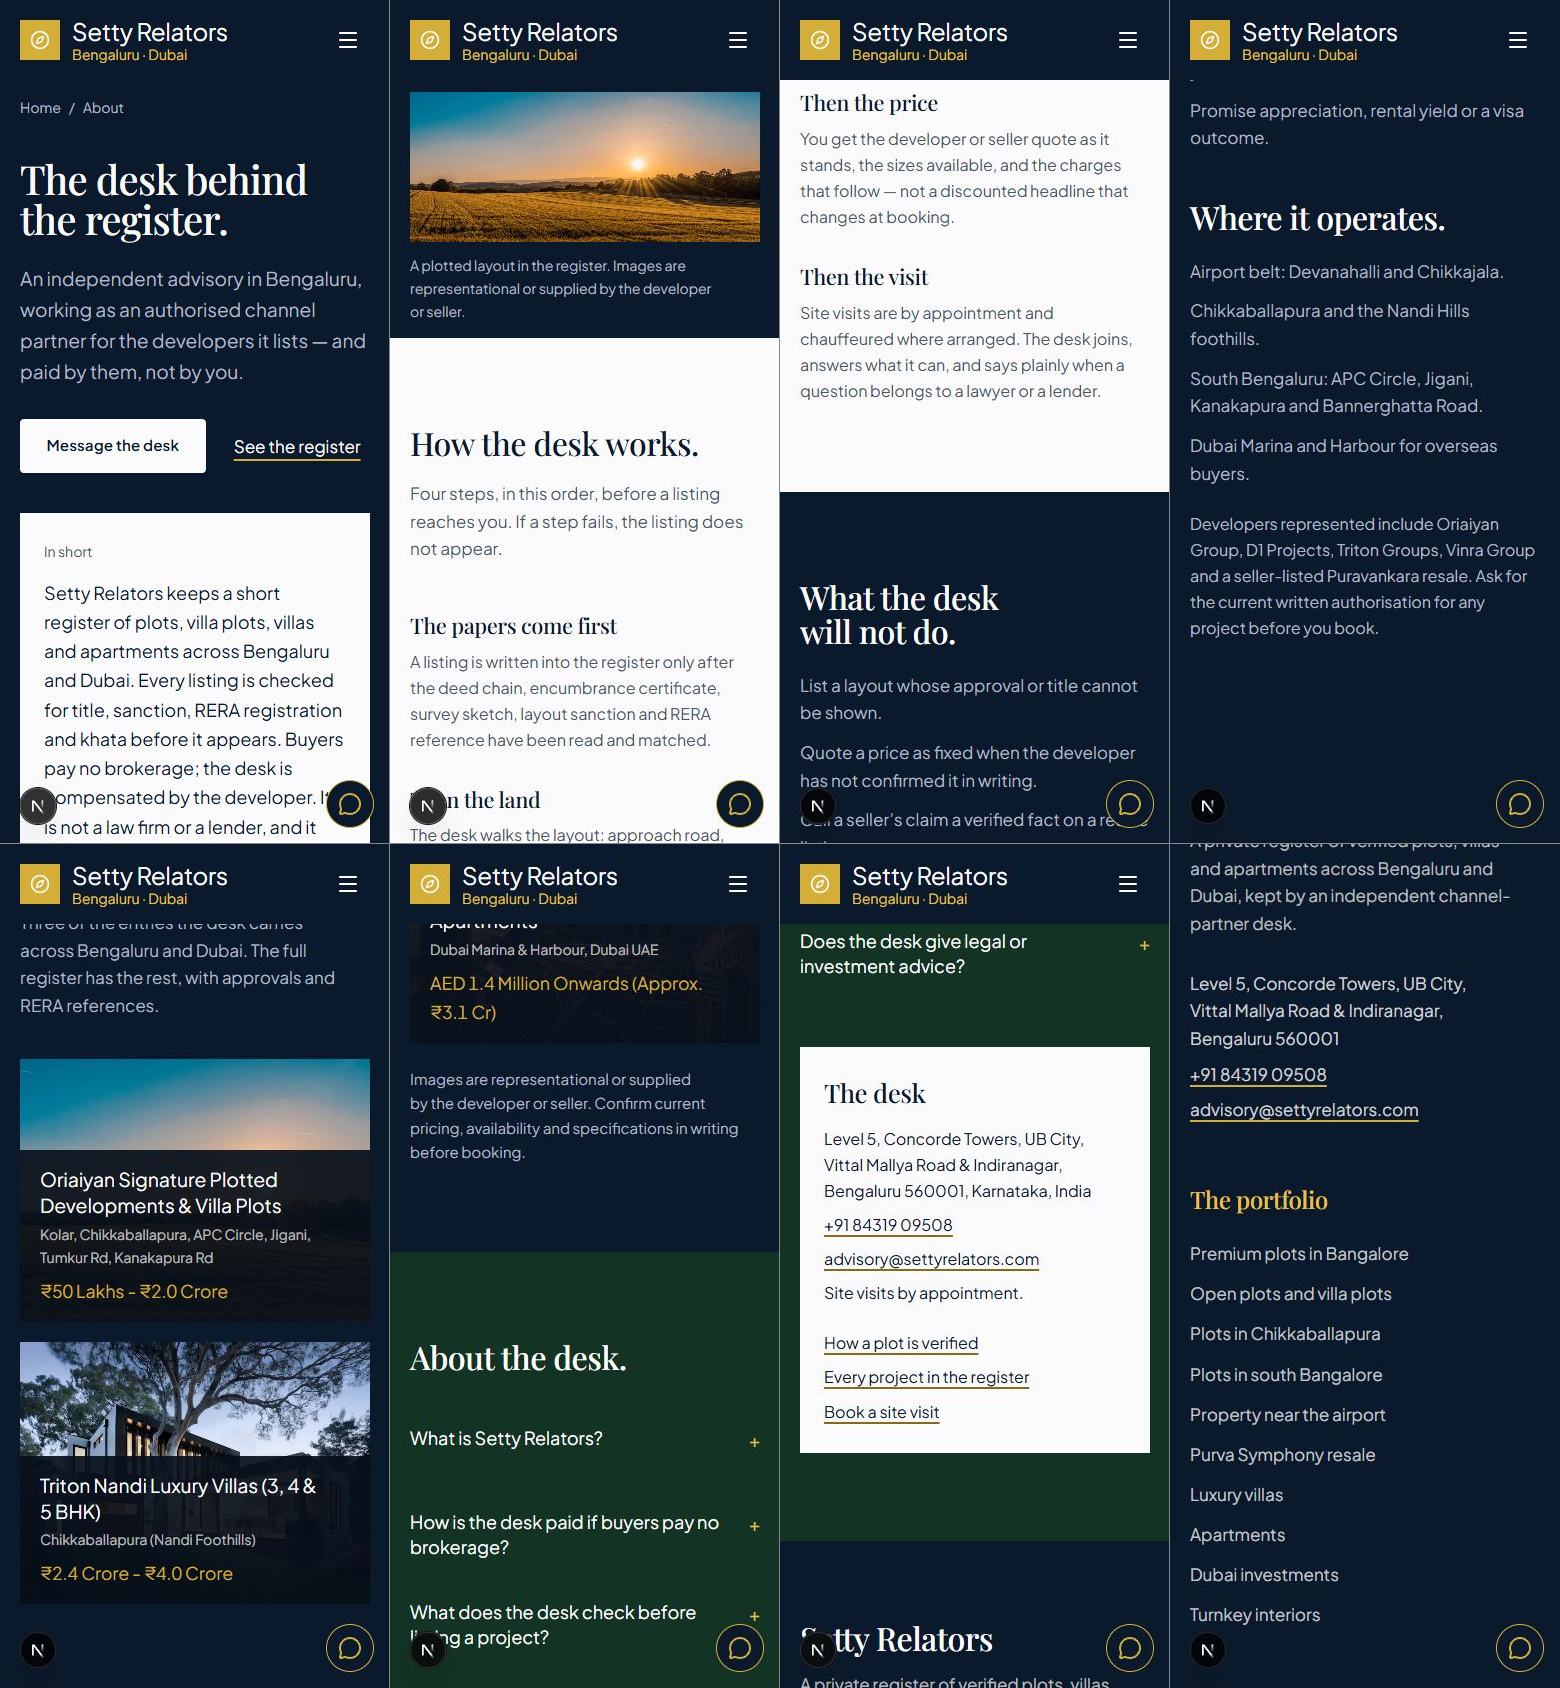 Setty Relators
Bengaluru · Dubai
Home / About
The desk behind
the register.
An independent advisory in Bengaluru,
working as an authorised channel
partner for the developers it lists — and
paid by them, not by you.
Message the desk
See the register
In short
Setty Relators keeps a short
register of plots, villa plots, villas
and apartments across Bengaluru
and Dubai. Every listing is checked
for title, sanction, RERA registration
and khata before it appears. Buyers
pay no brokerage; the desk is
compensated by the developer. It
is not a law firm or a lender, and it
N
Setty Relators
Bengaluru · Dubai
A plotted layout in the register. Images are
representational or supplied by the developer
or seller.
How the desk works.
Four steps, in this order, before a listing
reaches you. If a step fails, the listing does
not appear.
The papers come first
A listing is written into the register only after
the deed chain, encumbrance certificate,
survey sketch, layout sanction and RERA
reference have been read and matched.
n the land
The desk walks the layout: approach road,
N
Setty Relators
Bengaluru · Dubai
Then the price
You get the developer or seller quote as it
stands, the sizes available, and the charges
that follow — not a discounted headline that
changes at booking.
Then the visit
Site visits are by appointment and
chauffeured where arranged. The desk joins,
answers what it can, and says plainly when a
question belongs to a lawyer or a lender.
What the desk
will not do.
List a layout whose approval or title cannot
be shown.
Quote a price as fixed when the developer
has not confirmed it in writing.
a seller's claim a verified fact on a
N
Setty Relators
Bengaluru · Dubai
Promise appreciation, rental yield or a visa
outcome.
Where it operates.
Airport belt: Devanahalli and Chikkajala.
Chikkaballapura and the Nandi Hills
foothills.
South Bengaluru: APC Circle, Jigani,
Kanakapura and Bannerghatta Road.
Dubai Marina and Harbour for overseas
buyers.
Developers represented include Oriaiyan
Group, D1 Projects, Triton Groups, Vinra Group
and a seller-listed Puravankara resale. Ask for
the current written authorisation for any
project before you book.
N
Setty Relators
Bengaluru · Dubai
Three of the entries the desk carries
across Bengaluru and Dubai. The full
register has the rest, with approvals and
RERA references.
Oriaiyan Signature Plotted
Developments & Villa Plots
Kolar, Chikkaballapura, APC Circle, Jigani,
Tumkur Rd, Kanakapura Rd
₹50 Lakhs - ₹2.0 Crore
Triton Nandi Luxury Villas (3, 4 &
5 BHK)
Chikkaballapura (Nandi Foothills)
₹2.4 Crore - ₹4.0 Crore
N
Setty Relators
Bengaluru · Dubai
Apartments
Dubai Marina & Harbour, Dubai UAE
AED 1.4 Million Onwards (Approx.
₹3.1 Cr)
Images are representational or supplied
by the developer or seller. Confirm current
pricing, availability and specifications in writing
before booking.
About the desk.
What is Setty Relators? +
How is the desk paid if buyers pay no
brokerage? +
What does the desk check before
listing a project? +
N
Setty Relators
Bengaluru · Dubai
Does the desk give legal or
investment advice? +
The desk
Level 5, Concorde Towers, UB City,
Vittal Mallya Road & Indiranagar,
Bengaluru 560001, Karnataka, India
+91 84319 09508
advisory@settyrelators.com
Site visits by appointment.
How a plot is verified
Every project in the register
Book a site visit
Setty Relators
A private register of verified plots, villas
N
A private register of verified plots, villas
and apartments across Bengaluru and
Dubai, kept by an independent channel-
partner desk.
Level 5, Concorde Towers, UB City,
Vittal Mallya Road & Indiranagar,
Bengaluru 560001
+91 84319 09508
advisory@settyrelators.com
The portfolio
Premium plots in Bangalore
Open plots and villa plots
Plots in Chikkaballapura
Plots in south Bangalore
Property near the airport
Purva Symphony resale
Luxury villas
Apartments
Dubai investments
Turnkey interiors
N